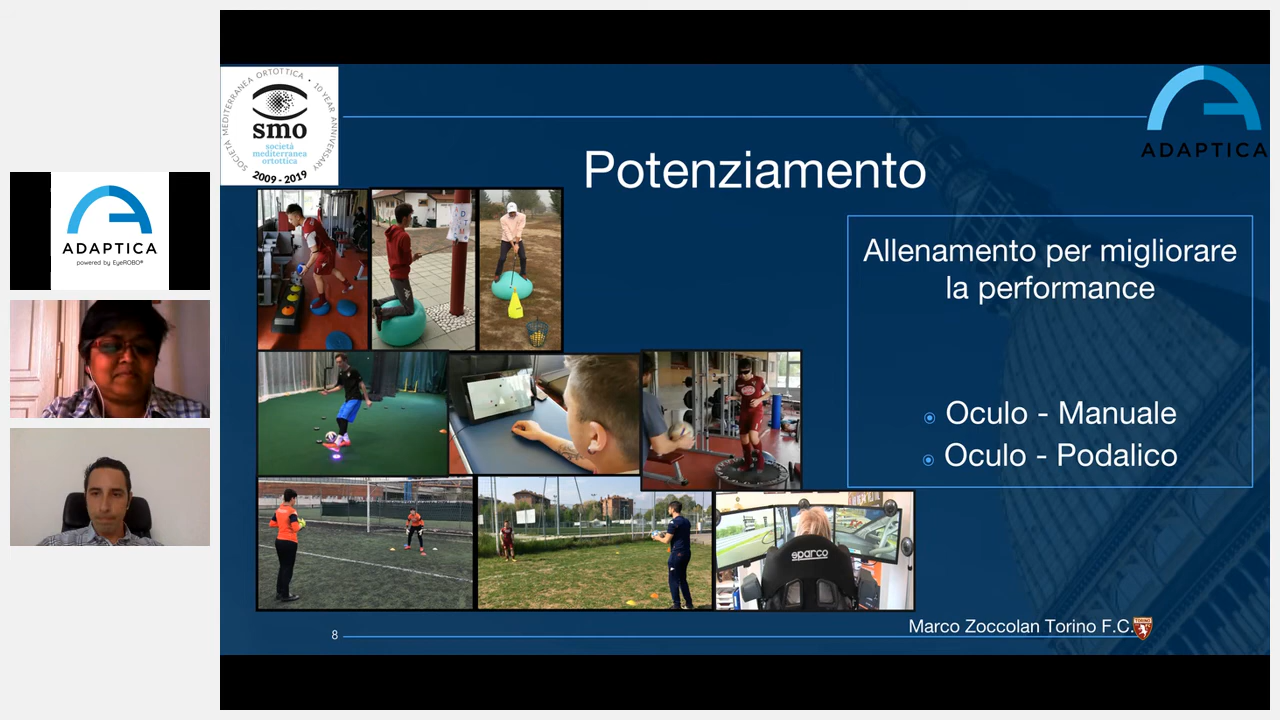 SOCIETÀ MEDITERRANEA ORTOTTICA • 10 YEAR ANNIVERSARY
smo
società
mediterranea
ortottica
2009 - 2019
ADAPTICA
Potenziamento
Allenamento per migliorare
la performance
Oculo - Manuale
Oculo - Podalico
sparco
8
Marco Zoccolan Torino F.C.
TORINO
ADAPTICA
powered by EyeROBO®